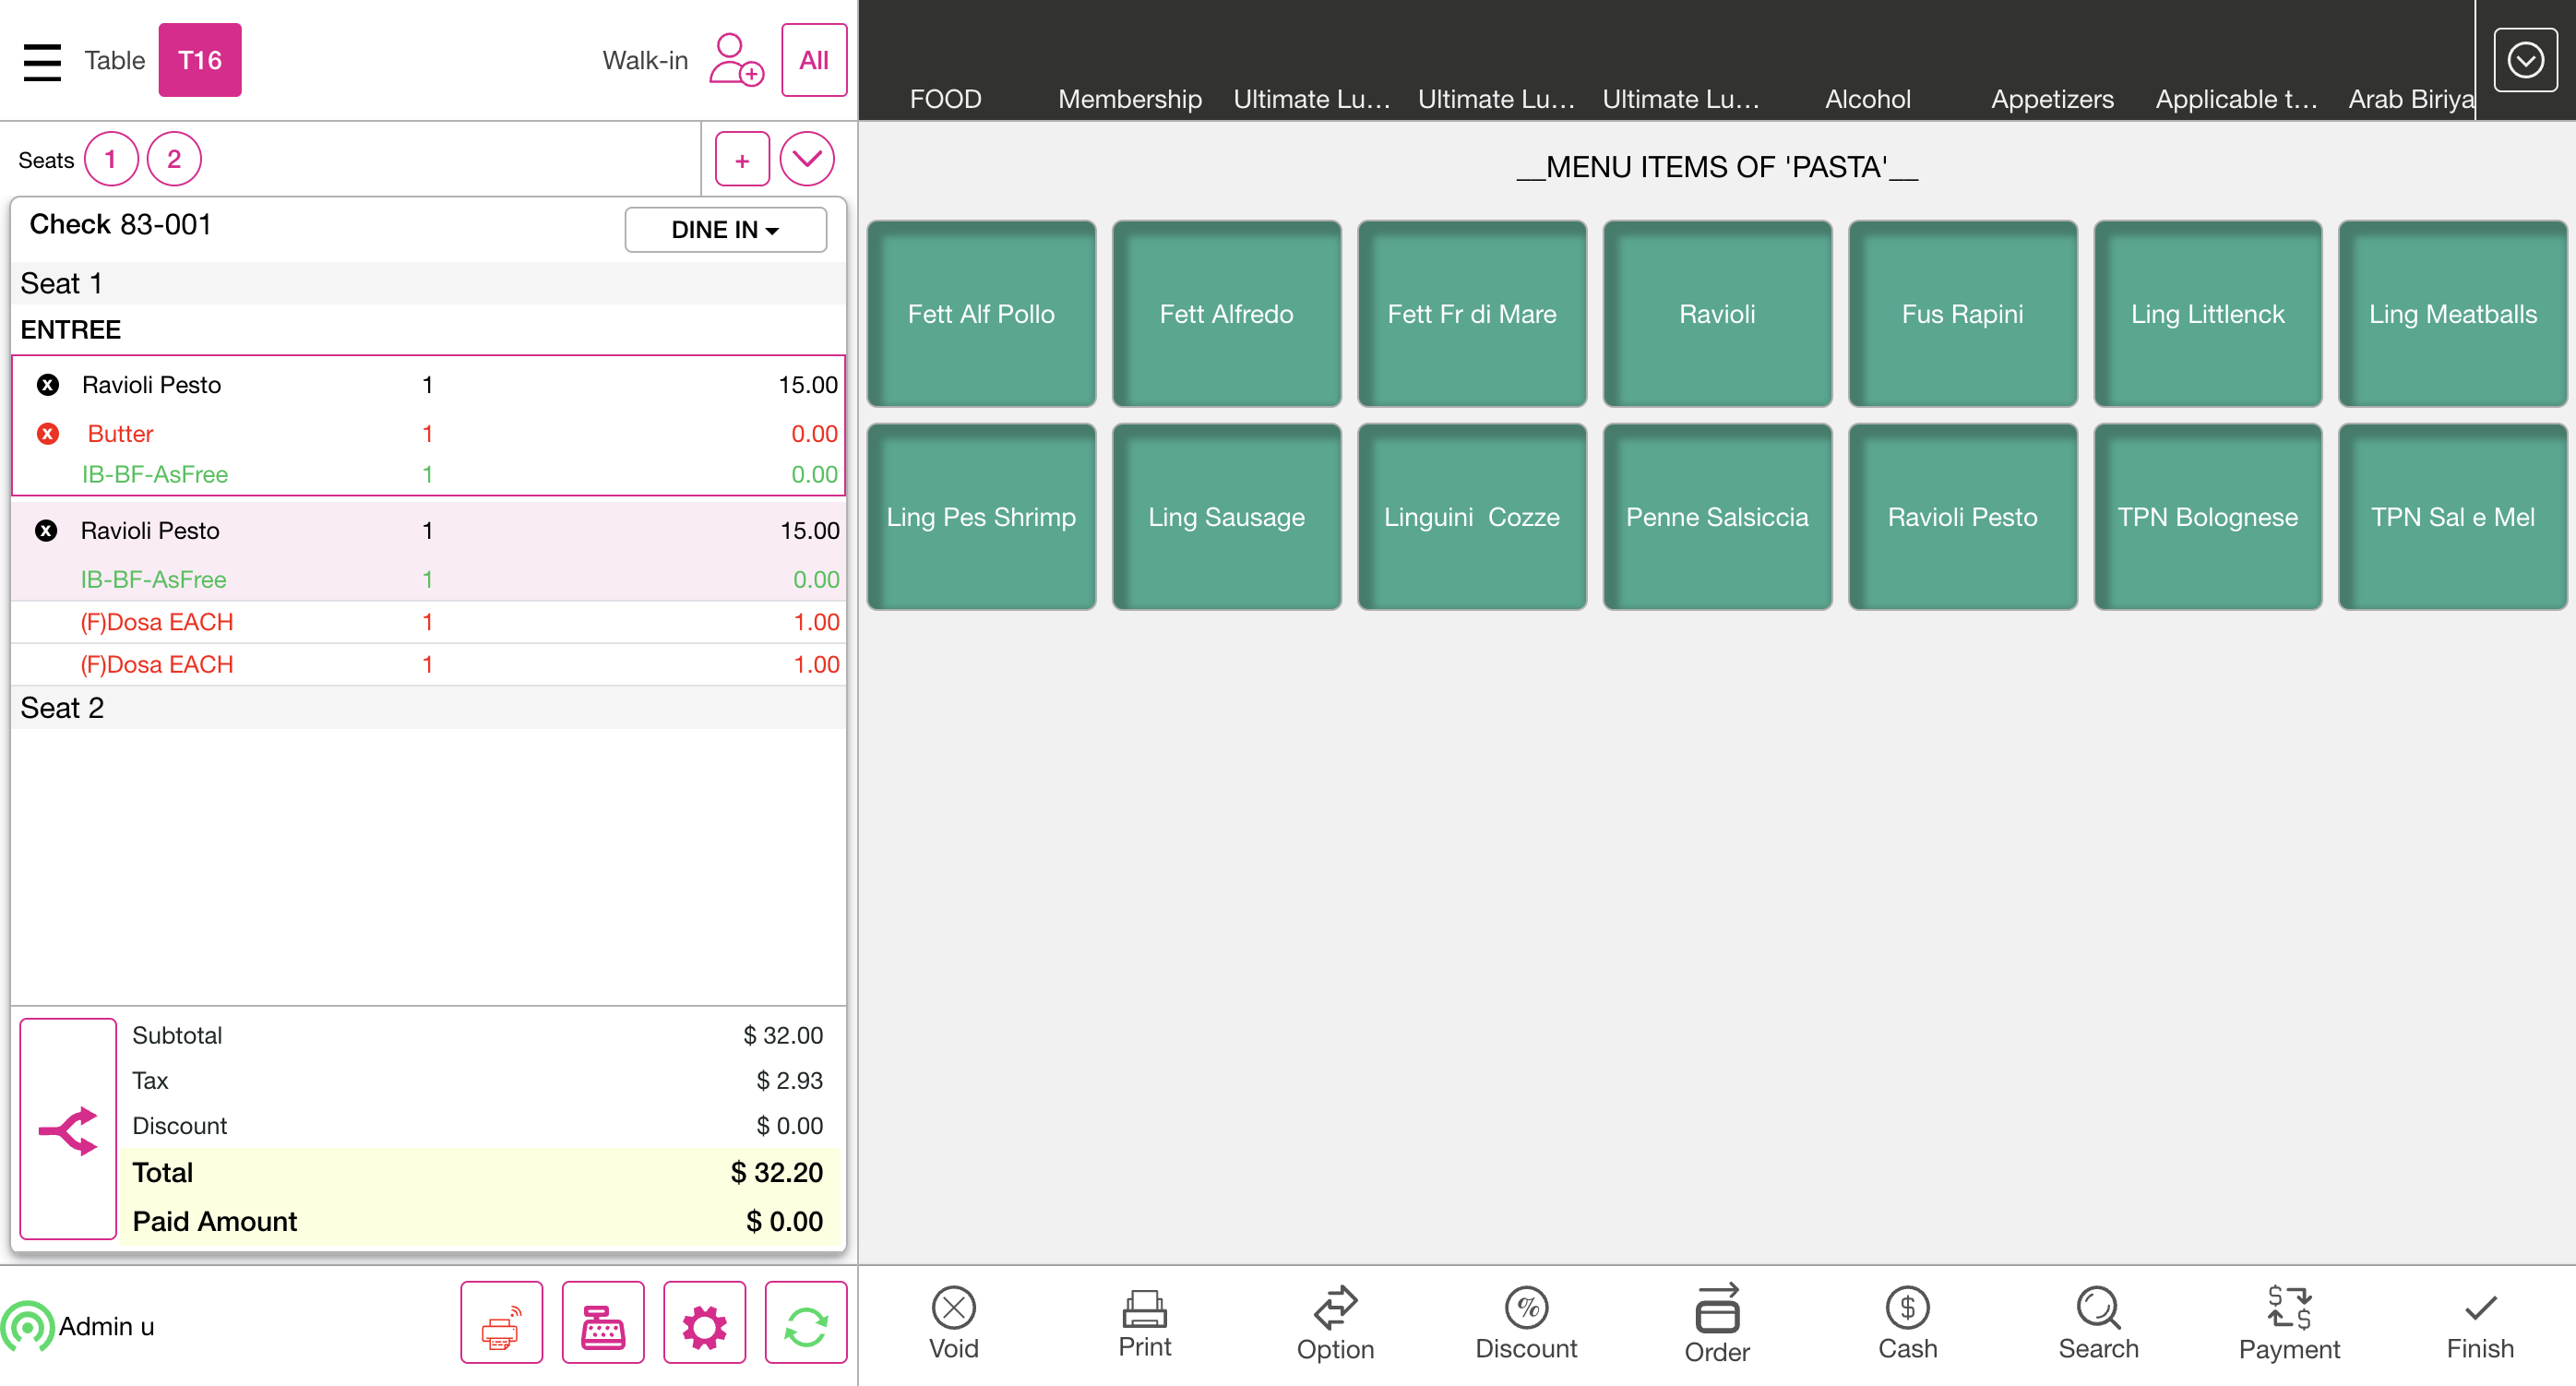 Table T16 Walk-in All
FOOD Membership Ultimate Lu... Ultimate Lu... Ultimate Lu... Alcohol Appetizers Applicable t... Arab Biriya
Seats 1 2 +
Check 83-001 DINE IN
Seat 1
ENTREE
x Ravioli Pesto 1 15.00
x Butter 1 0.00
IB-BF-AsFree 1 0.00
x Ravioli Pesto 1 15.00
IB-BF-AsFree 1 0.00
(F)Dosa EACH 1 1.00
(F)Dosa EACH 1 1.00
Seat 2
Subtotal $ 32.00
Tax $ 2.93
Discount $ 0.00
Total $ 32.20
Paid Amount $ 0.00
Admin u
__MENU ITEMS OF 'PASTA'__
Fett Alf Pollo Fett Alfredo Fett Fr di Mare Ravioli Fus Rapini Ling Littlenck Ling Meatballs
Ling Pes Shrimp Ling Sausage Linguini  Cozze Penne Salsiccia Ravioli Pesto TPN Bolognese TPN Sal e Mel
Void Print Option Discount Order Cash Search Payment Finish